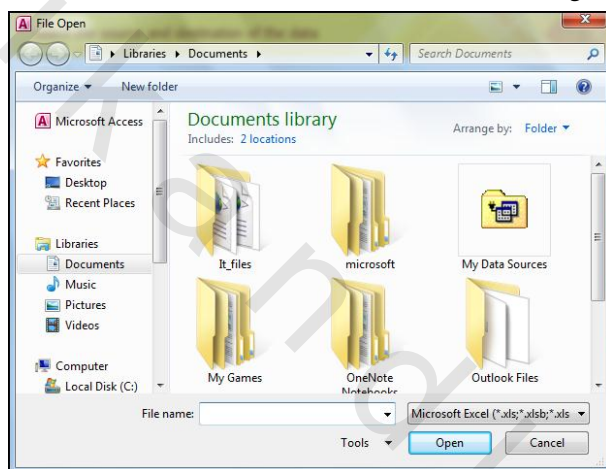 File Open
Libraries ▸ Documents ▸
Search Documents
Organize ▾ New folder
Microsoft Access
Documents library
Includes: 2 locations
Arrange by: Folder ▾
Favorites
Desktop
Recent Places
Libraries
Documents
Music
Pictures
Videos
Computer
Local Disk (C:)
It_files
microsoft
My Data Sources
My Games
OneNote
Notebooks
Outlook Files
File name:
Microsoft Excel (*.xls;*.xlsb;*.xls
Tools
Open
Cancel